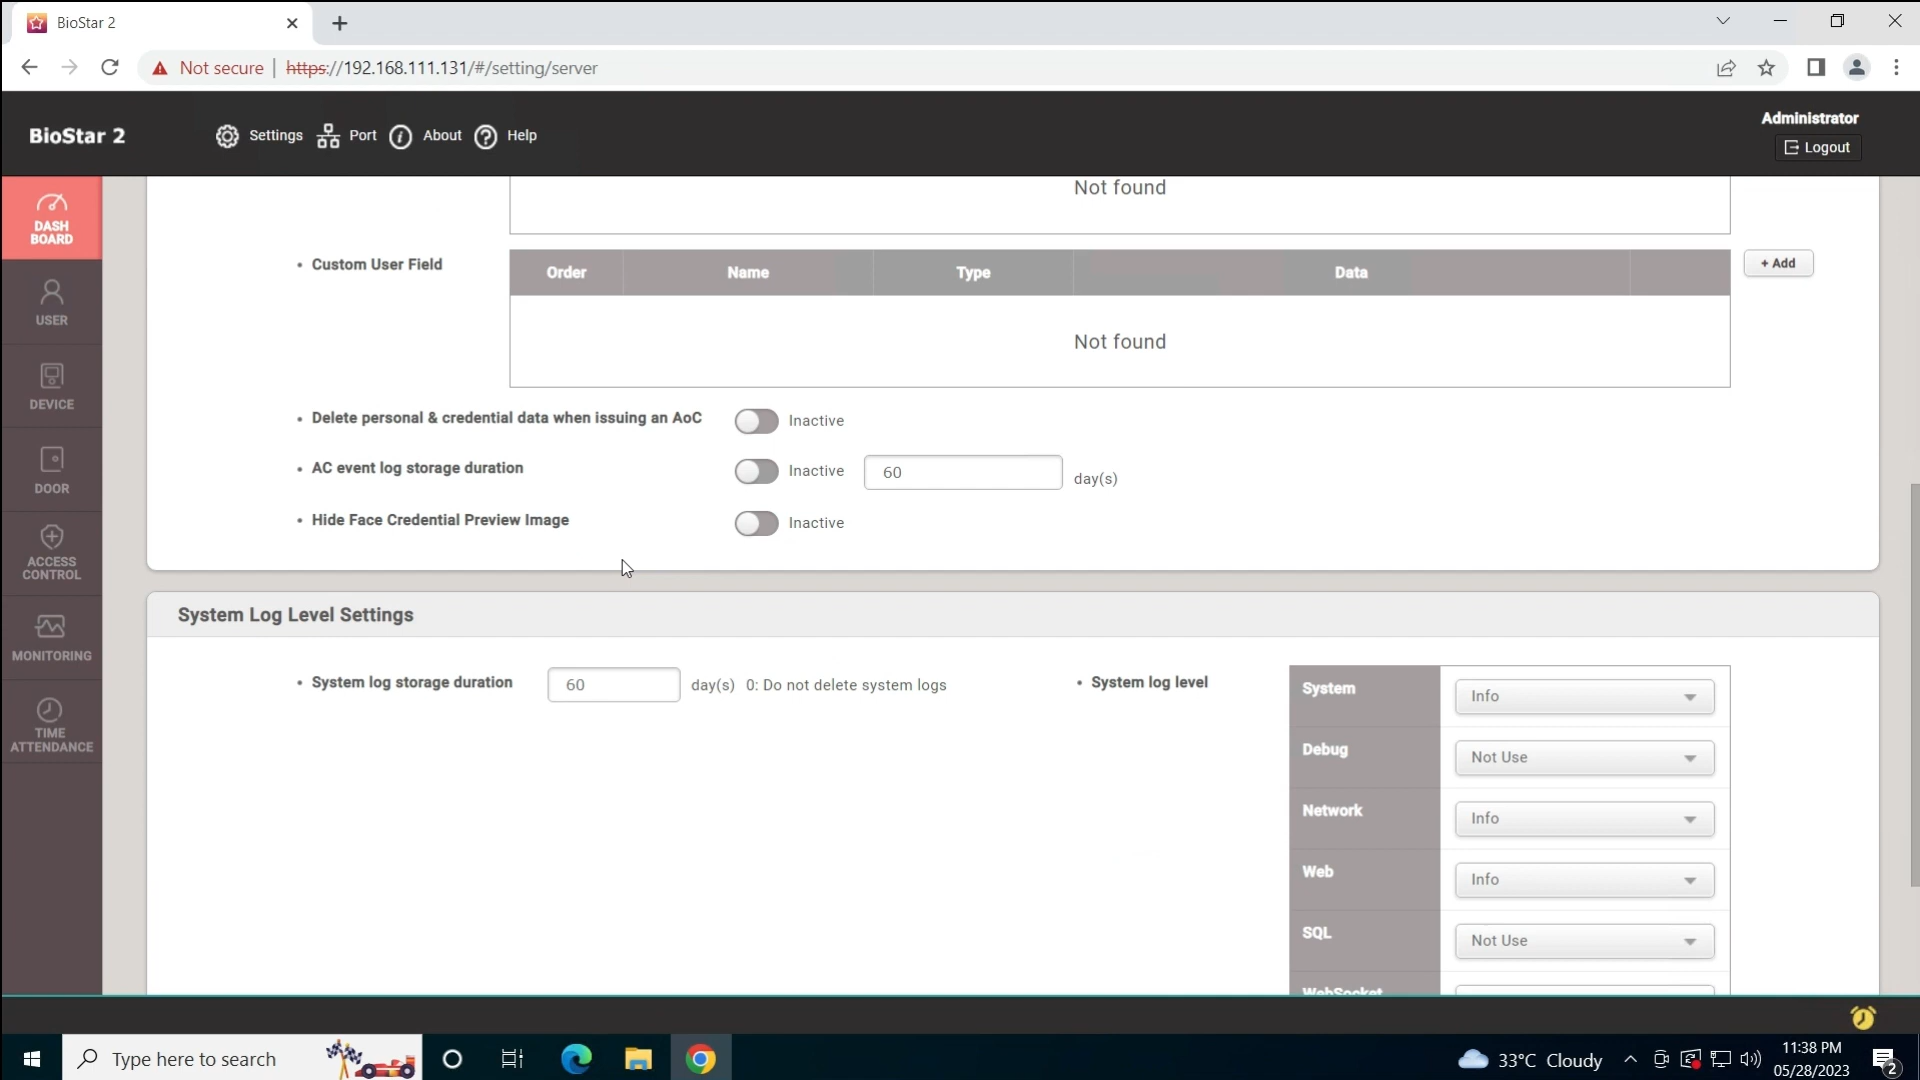 BioStar 2
Not secure | https://192.168.111.131/#/setting/server
BioStar 2
Settings
Port
About
Help
Administrator
Logout
DASH
BOARD
USER
DEVICE
DOOR
ACCESS
CONTROL
MONITORING
TIME
ATTENDANCE
Not found
• Custom User Field
Order Name Type Data
+ Add
Not found
• Delete personal & credential data when issuing an AoC Inactive
• AC event log storage duration Inactive 60 day(s)
• Hide Face Credential Preview Image Inactive
System Log Level Settings
• System log storage duration 60 day(s) 0: Do not delete system logs
• System log level
System Info
Debug Not Use
Network Info
Web Info
SQL Not Use
WebSocket
Type here to search
33°C Cloudy
11:38 PM
05/28/2023
2